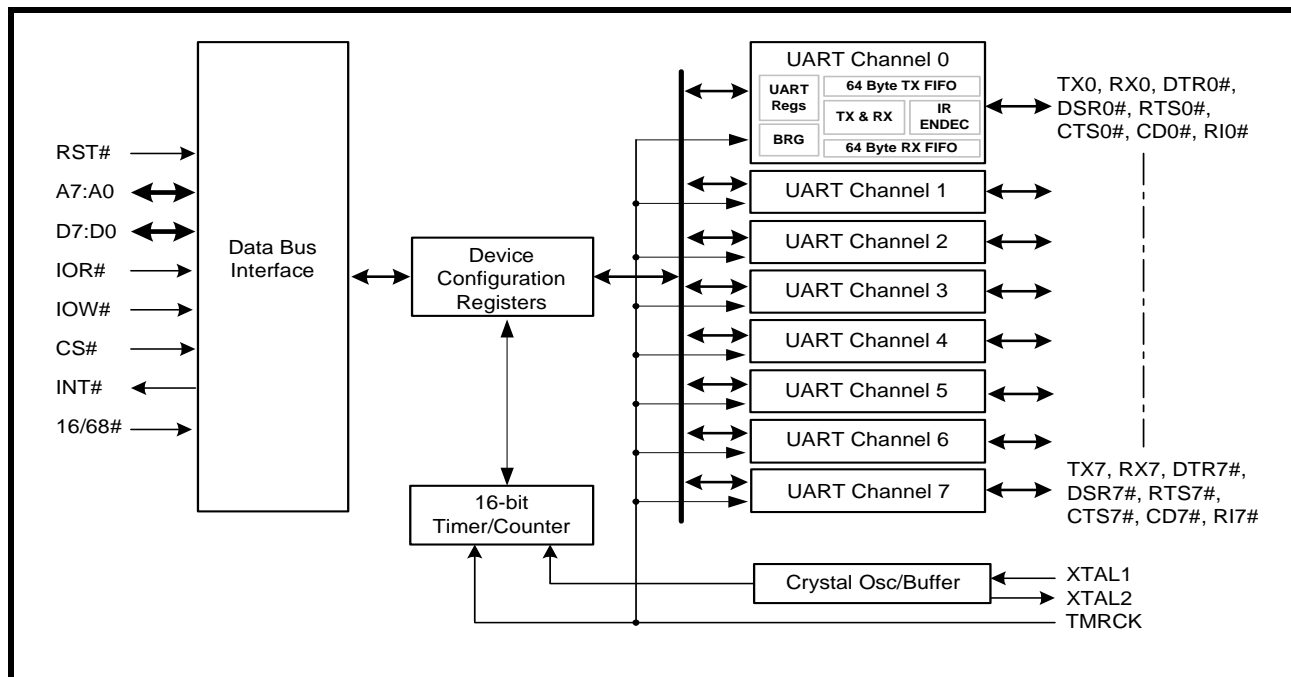 RST#
A7:A0
D7:D0
IOR#
IOW#
CS#
INT#
16/68#
Data Bus
Interface
Device
Configuration
Registers
16-bit
Timer/Counter
UART Channel 0
UART
Regs
BRG
64 Byte TX FIFO
TX & RX
IR
ENDEC
64 Byte RX FIFO
UART Channel 1
UART Channel 2
UART Channel 3
UART Channel 4
UART Channel 5
UART Channel 6
UART Channel 7
Crystal Osc/Buffer
TX0, RX0, DTR0#,
DSR0#, RTS0#,
CTS0#, CD0#, RI0#
TX7, RX7, DTR7#,
DSR7#, RTS7#,
CTS7#, CD7#, RI7#
XTAL1
XTAL2
TMRCK